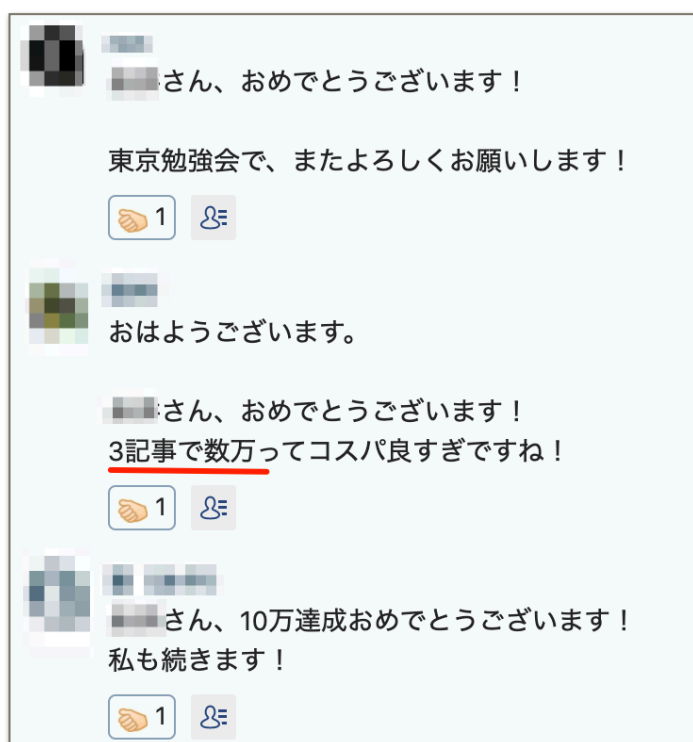 さん、おめでとうございます！
東京勉強会で、またよろしくお願いします！
1
おはようございます。
さん、おめでとうございます！
3記事で数万ってコスパ良すぎですね！
1
さん、10万達成おめでとうございます！
私も続きます！
1